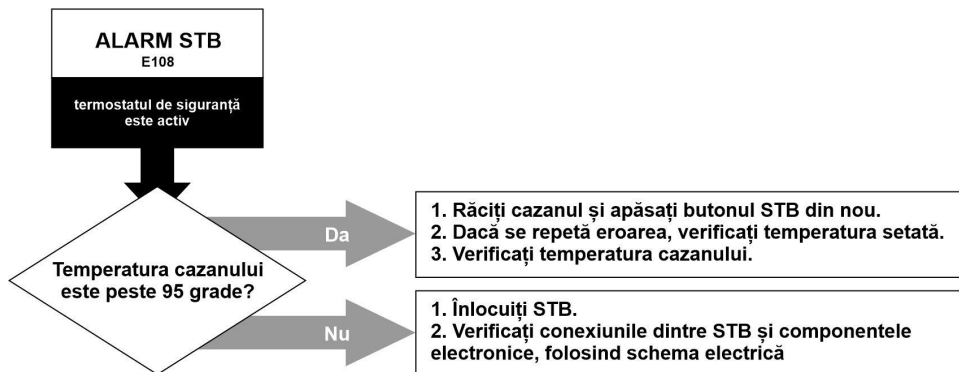 ALARM STB
E108
termostatul de siguranță
este activ
Temperatura cazanului
este peste 95 grade?
Da
1. Răciți cazanul și apăsați butonul STB din nou.
2. Dacă se repetă eroarea, verificați temperatura setată.
3. Verificați temperatura cazanului.
Nu
1. Înlocuiți STB.
2. Verificați conexiunile dintre STB și componentele
electronice, folosind schema electrică